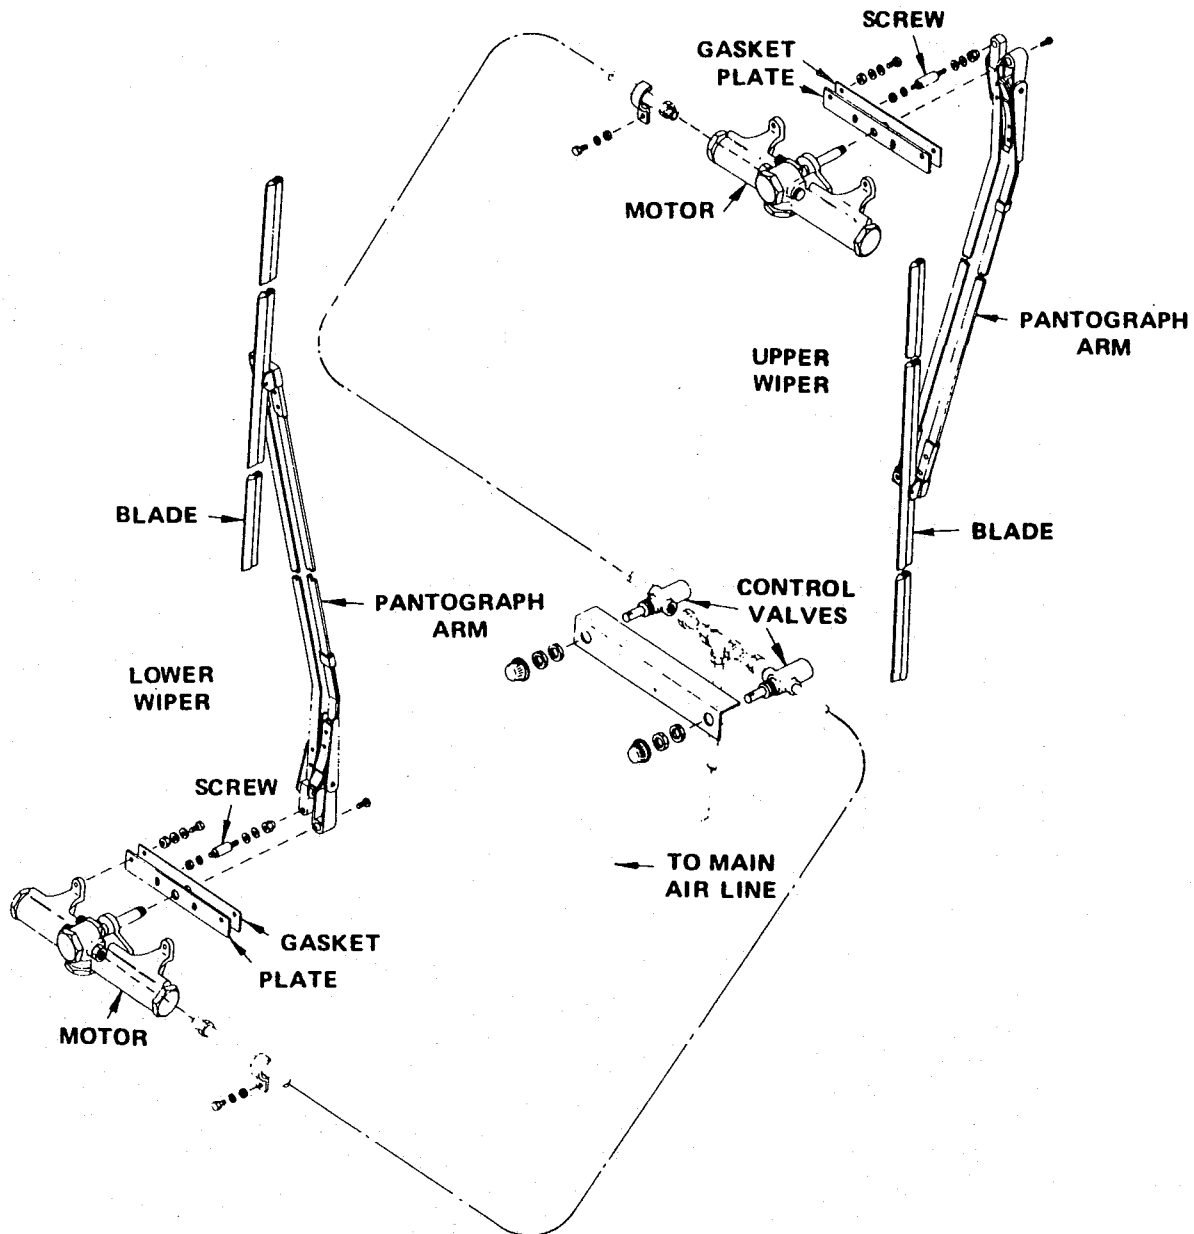 SCREW
GASKET
PLATE
MOTOR
PANTOGRAPH
ARM
UPPER
WIPER
BLADE
BLADE
CONTROL
VALVES
PANTOGRAPH
ARM
LOWER
WIPER
SCREW
TO MAIN
AIR LINE
GASKET
PLATE
MOTOR